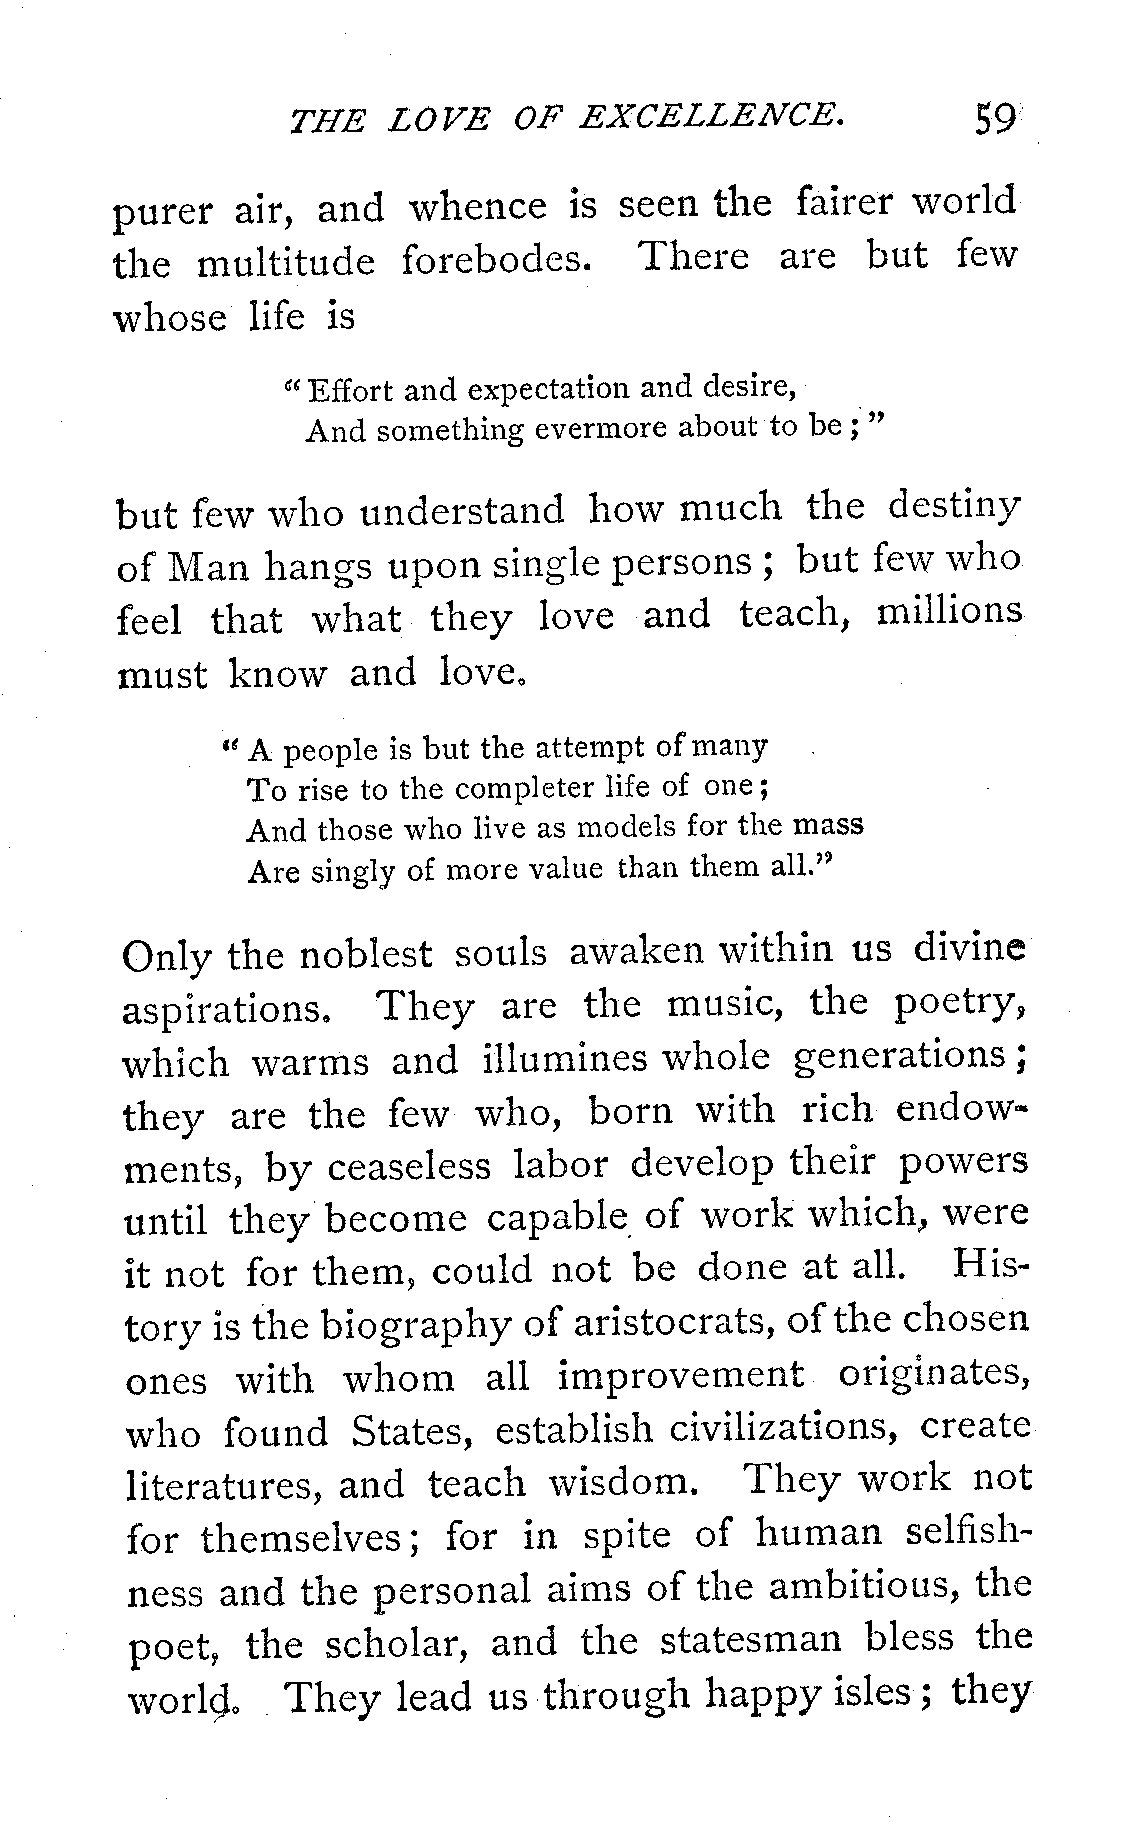 THE LOVE OF EXCELLENCE. 59
purer air, and whence is seen the fairer world
the multitude forebodes. There are but few
whose life is
“Effort and expectation and desire,
And something evermore about to be;”
but few who understand how much the destiny
of Man hangs upon single persons; but few who
feel that what they love and teach, millions
must know and love.
“A people is but the attempt of many
To rise to the completer life of one;
And those who live as models for the mass
Are singly of more value than them all.”
Only the noblest souls awaken within us divine
aspirations. They are the music, the poetry,
which warms and illumines whole generations;
they are the few who, born with rich endow-
ments, by ceaseless labor develop their powers
until they become capable of work which, were
it not for them, could not be done at all. His-
tory is the biography of aristocrats, of the chosen
ones with whom all improvement originates,
who found States, establish civilizations, create
literatures, and teach wisdom. They work not
for themselves; for in spite of human selfish-
ness and the personal aims of the ambitious, the
poet, the scholar, and the statesman bless the
world. They lead us through happy isles; they